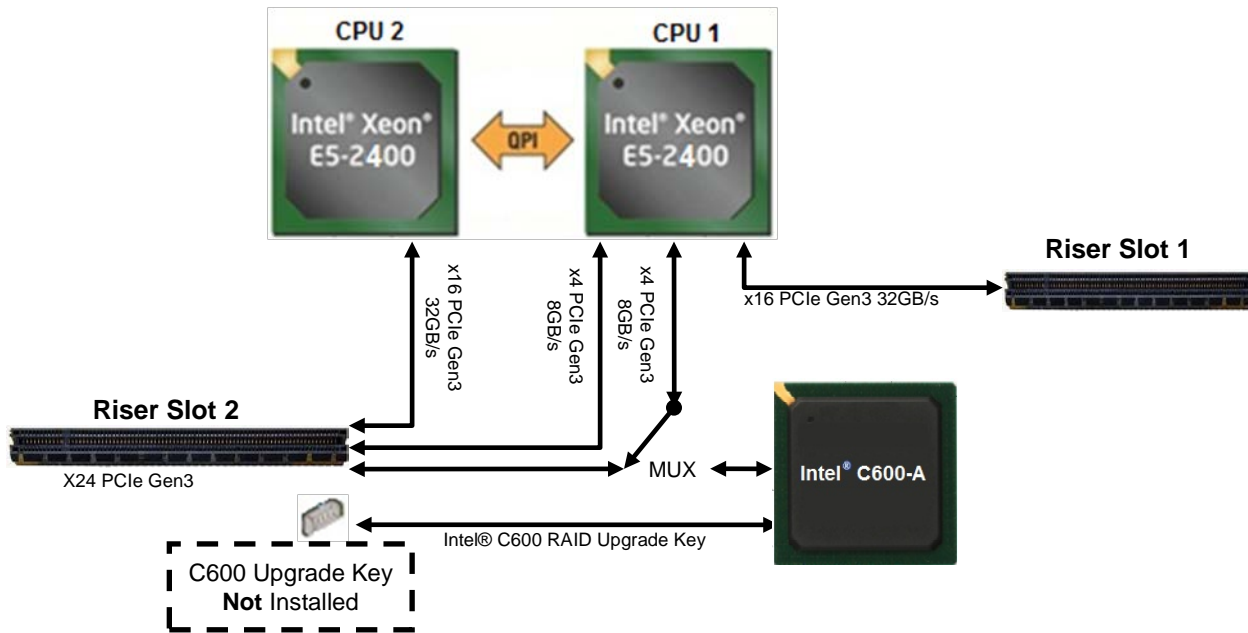 CPU 2
CPU 1
Intel® Xeon®
E5-2400
QPI
Intel® Xeon®
E5-2400
x16 PCIe Gen3
32GB/s
x4 PCIe Gen3
8GB/s
x4 PCIe Gen3
8GB/s
Riser Slot 1
x16 PCIe Gen3 32GB/s
Riser Slot 2
X24 PCIe Gen3
MUX
Intel® C600-A
Intel® C600 RAID Upgrade Key
C600 Upgrade Key
Not Installed